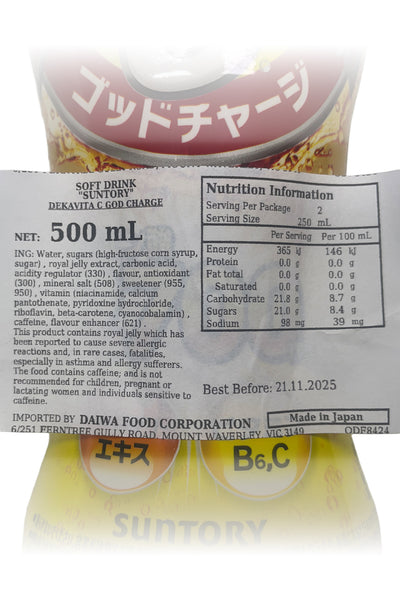 ゴッドチャージ
SOFT DRINK
"SUNTORY"
DEKAVITA C GOD CHARGE
NET: 500 mL
ING: Water, sugars (high-fructose corn syrup,
sugar) , royal jelly extract, carbonic acid,
acidity regulator (330) , flavour, antioxidant
(300) , mineral salt (508) , sweetener (955,
950) , vitamin (niacinamide, calcium
pantothenate, pyridoxine hydrochloride,
riboflavin, beta-carotene, cyanocobalamin) ,
caffeine, flavour enhancer (621) .
This product contains royal jelly which has
been reported to cause severe allergic
reactions and, in rare cases, fatalities,
especially in asthma and allergy sufferers.
The food contains caffeine; and is not
recommended for children, pregnant or
lactating women and individuals sensitive to
caffeine.
Nutrition Information
Serving Per Package 2
Serving Size 250 mL
Per Serving Per 100 mL
Energy 365 kJ 146 kJ
Protein 0.0 g 0.0 g
Fat total 0.0 g 0.0 g
Saturated 0.0 g 0.0 g
Carbohydrate 21.8 g 8.7 g
Sugars 21.0 g 8.4 g
Sodium 98 mg 39 mg
Best Before: 21.11.2025
IMPORTED BY DAIWA FOOD CORPORATION
Made in Japan
6/251 FERNTREE GULLY ROAD, MOUNT WAVERLEY, VIC 3149 ODF8424
エキス
B6,C
SUNTORY